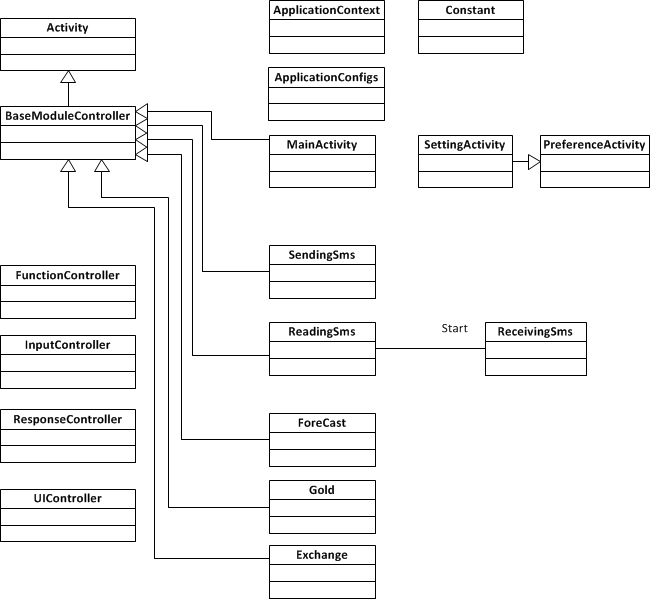 ApplicationContext
Constant
Activity
ApplicationConfigs
BaseModuleController
MainActivity
SettingActivity
PreferenceActivity
SendingSms
FunctionController
ReadingSms
Start
ReceivingSms
InputController
ResponseController
ForeCast
UIController
Gold
Exchange